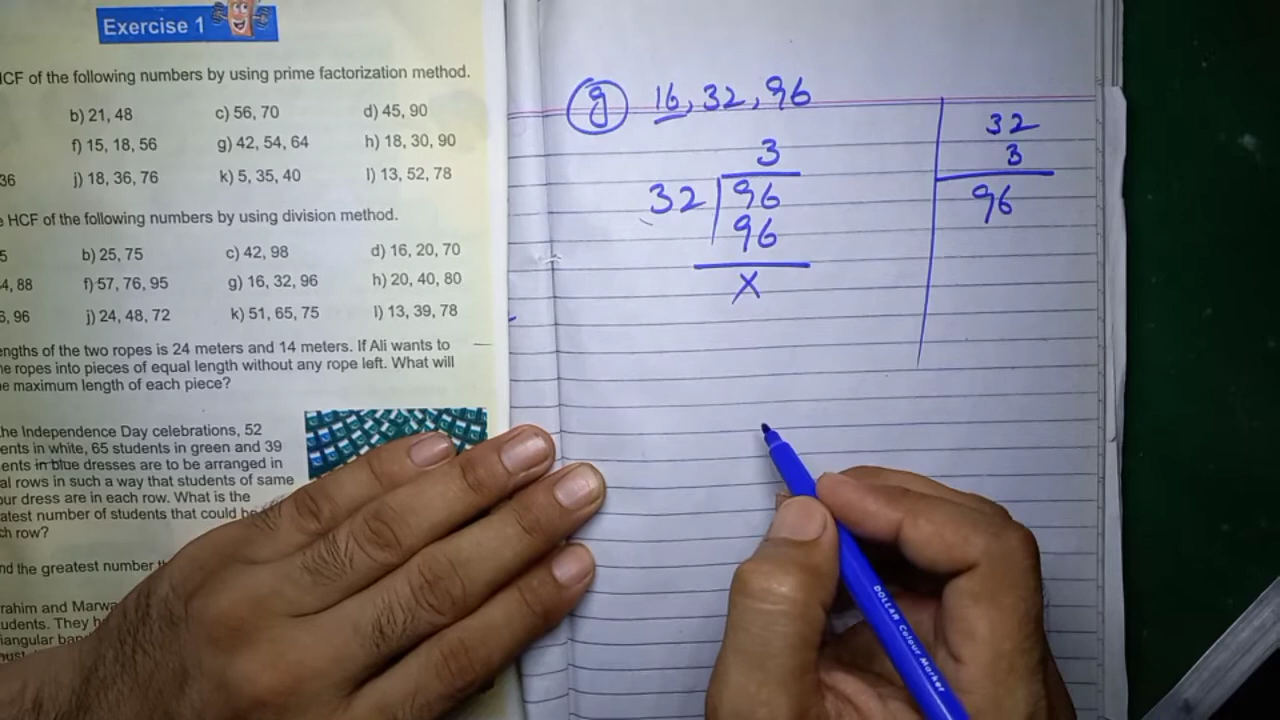 Exercise 1
HCF of the following numbers by using prime factorization method.
b) 21, 48 c) 56, 70 d) 45, 90
f) 15, 18, 56 g) 42, 54, 64 h) 18, 30, 90
36 j) 18, 36, 76 k) 5, 35, 40 l) 13, 52, 78
e HCF of the following numbers by using division method.
5 b) 25, 75 c) 42, 98 d) 16, 20, 70
4, 88 f) 57, 76, 95 g) 16, 32, 96 h) 20, 40, 80
6, 96 j) 24, 48, 72 k) 51, 65, 75 l) 13, 39, 78
engths of the two ropes is 24 meters and 14 meters. If Ali wants to
he ropes into pieces of equal length without any rope left. What will
e maximum length of each piece?
the Independence Day celebrations, 52
ents in white, 65 students in green and 39
ents in blue dresses are to be arranged in
al rows in such a way that students of same
our dress are in each row. What is the
atest number of students that could be
ch row?
nd the greatest number
rahim and Marwa
udents. They
iangular
must
g 16, 32, 96
3
32 96
96
x
32
3
96
DOLLAR Colour Marker